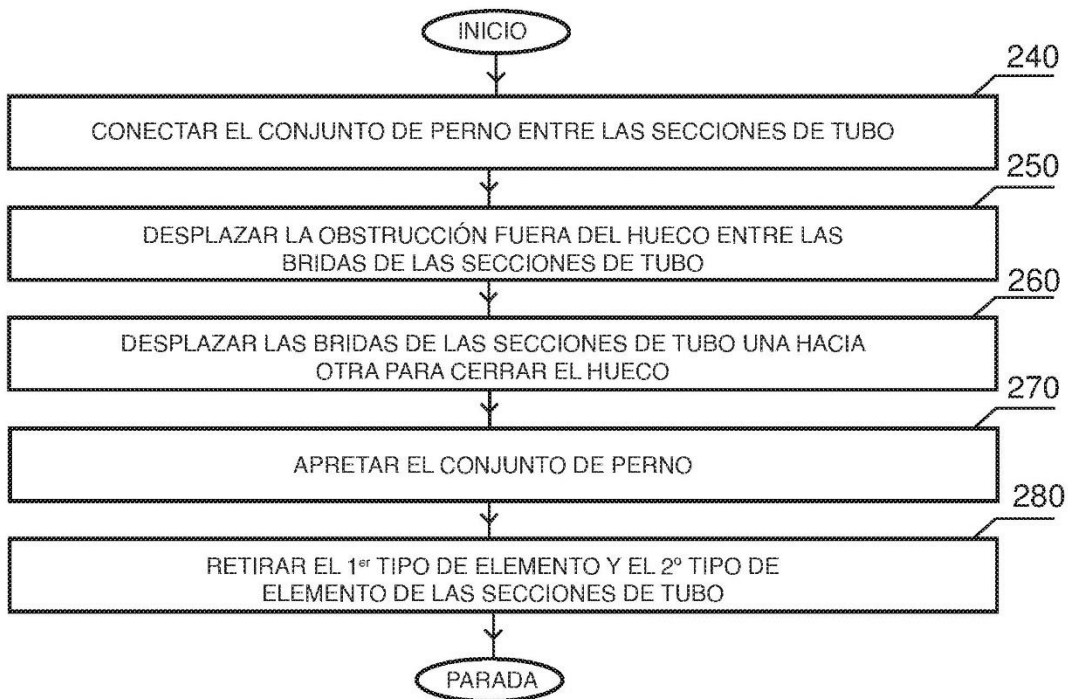 INICIO
240
CONECTAR EL CONJUNTO DE PERNO ENTRE LAS SECCIONES DE TUBO
250
DESPLAZAR LA OBSTRUCCIÓN FUERA DEL HUECO ENTRE LAS
BRIDAS DE LAS SECCIONES DE TUBO
260
DESPLAZAR LAS BRIDAS DE LAS SECCIONES DE TUBO UNA HACIA
OTRA PARA CERRAR EL HUECO
270
APRETAR EL CONJUNTO DE PERNO
280
RETIRAR EL 1er TIPO DE ELEMENTO Y EL 2º TIPO DE
ELEMENTO DE LAS SECCIONES DE TUBO
PARADA